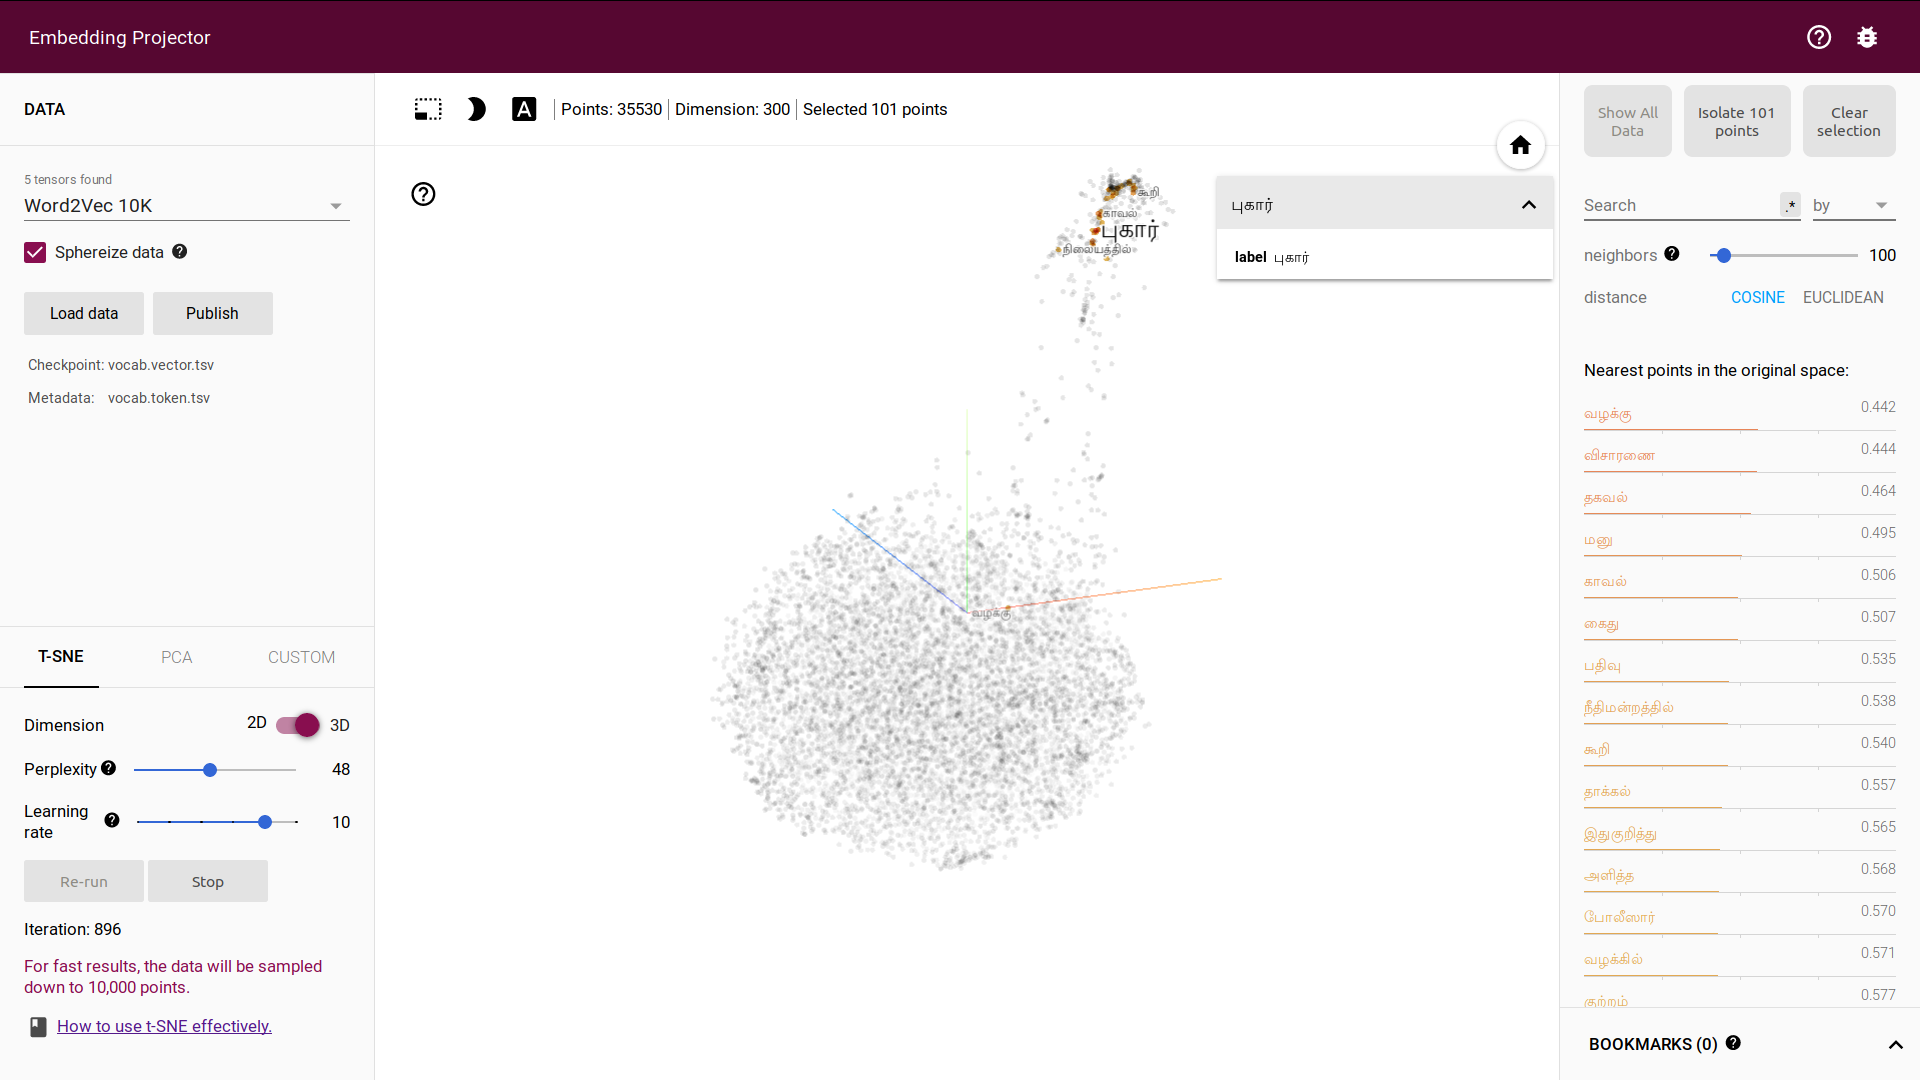 Embedding Projector
DATA
Points: 35530 Dimension: 300 Selected 101 points
5 tensors found
Word2Vec 10K
Sphereize data
Load data
Publish
Checkpoint: vocab.vector.tsv
Metadata: vocab.token.tsv
T-SNE
PCA
CUSTOM
Dimension 2D 3D
Perplexity 48
Learning rate 10
Re-run
Stop
Iteration: 896
For fast results, the data will be sampled
down to 10,000 points.
How to use t-SNE effectively.
கூறி
காவல்
புகார்
நிலையத்தில்
வழக்கு
புகார்
label புகார்
Show All Data
Isolate 101 points
Clear selection
Search .* by
neighbors 100
distance COSINE EUCLIDEAN
Nearest points in the original space:
வழக்கு 0.442
விசாரணை 0.444
தகவல் 0.464
மனு 0.495
காவல் 0.506
கைது 0.507
பதிவு 0.535
நீதிமன்றத்தில் 0.538
கூறி 0.540
தாக்கல் 0.557
இதுகுறித்து 0.565
அளித்த 0.568
போலீஸார் 0.570
வழக்கில் 0.571
குற்றம் 0.577
BOOKMARKS (0)